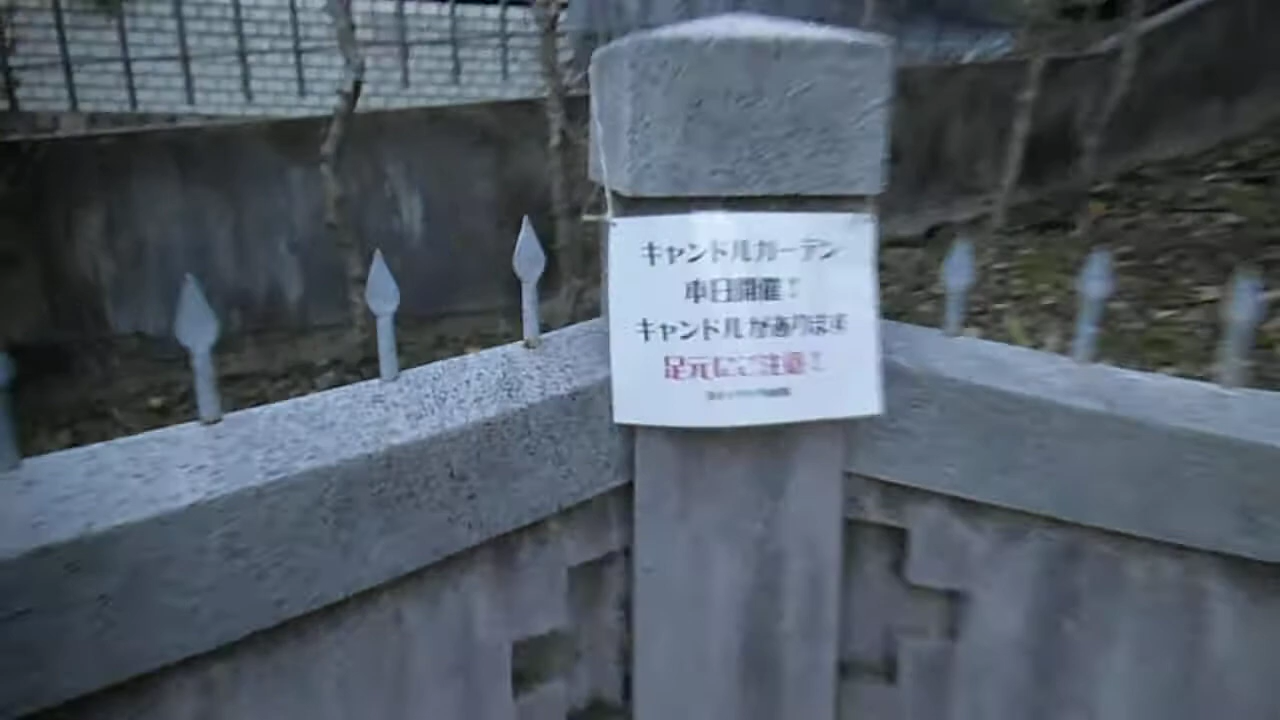 キャンドルガーデン
本日開催！
キャンドルがあります
足元にご注意！